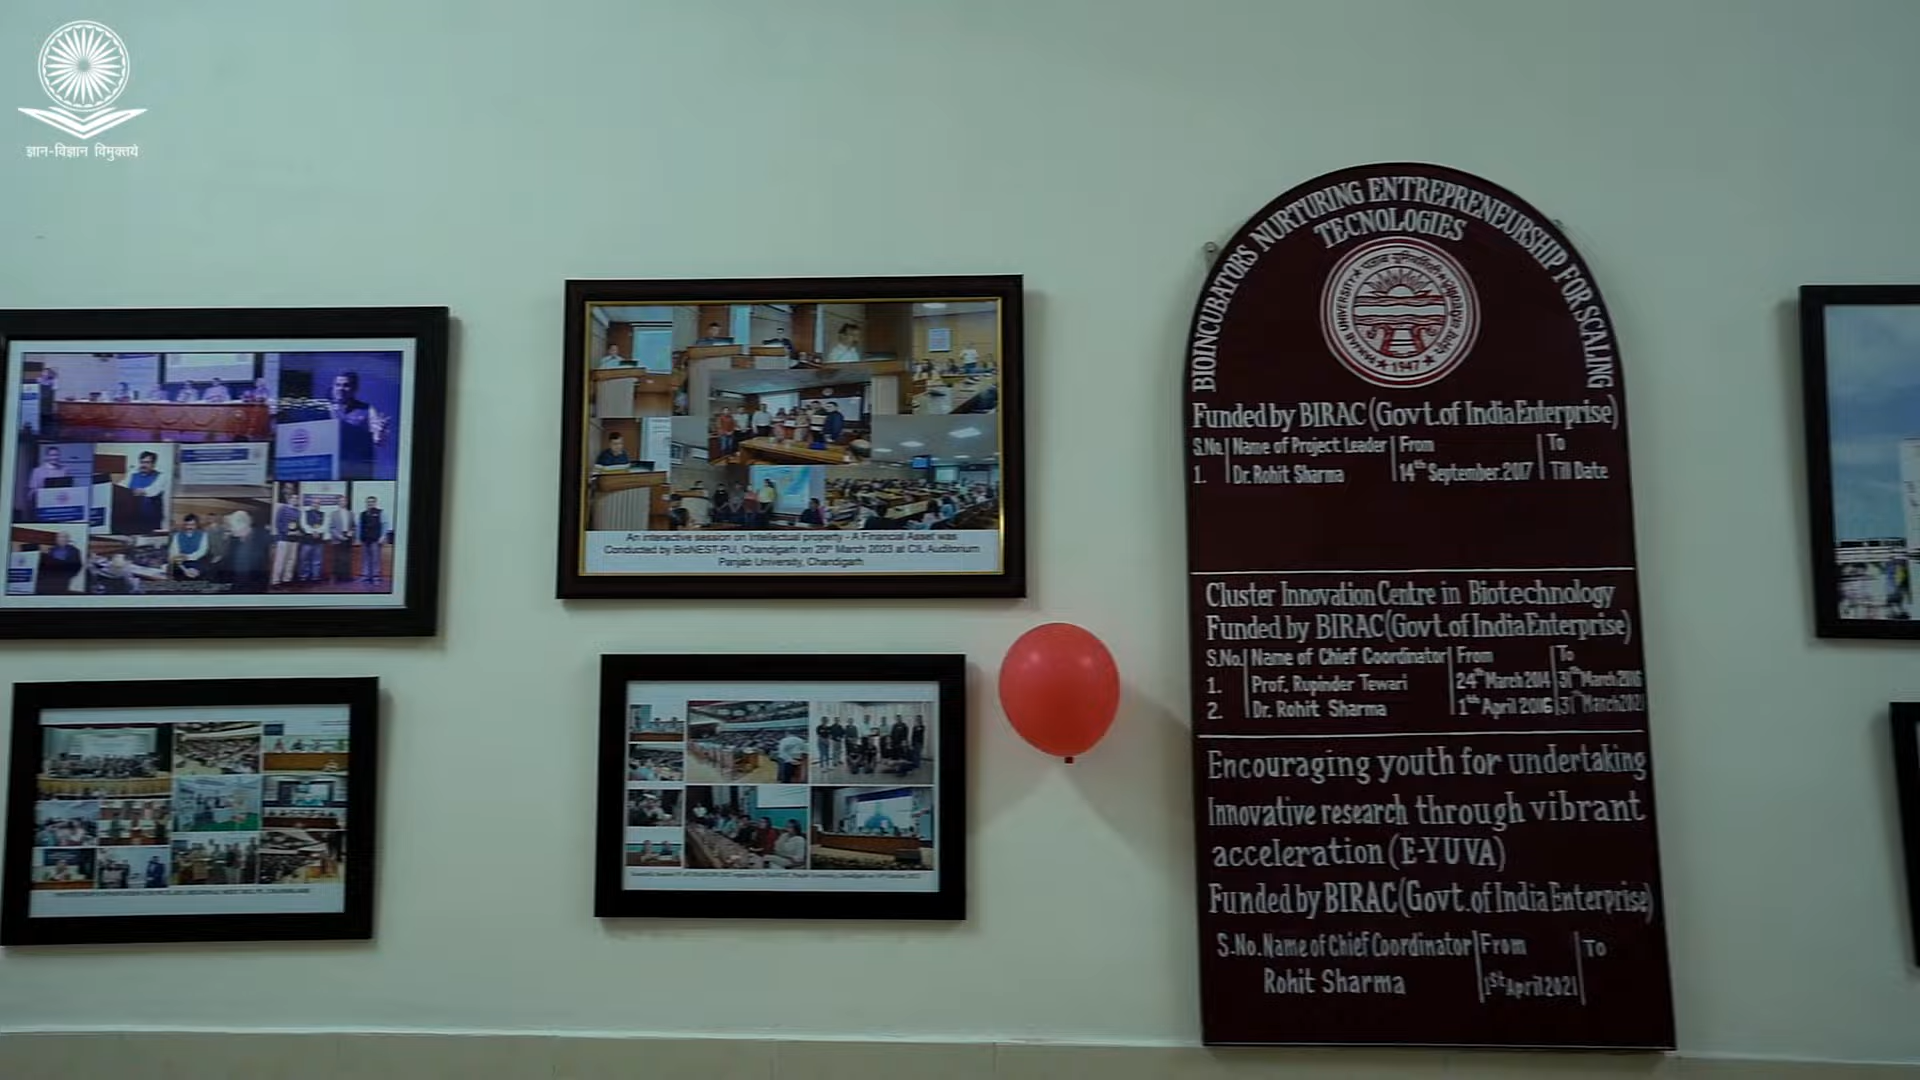 ज्ञान-विज्ञान विमुक्तये
An interactive session on Intellectual property - A Financial Asset was
Conducted by BioNEST-PU, Chandigarh on 20th March 2023 at CIL Auditorium
Panjab University, Chandigarh
BIOINCUBATORS NURTURING ENTREPRENEURSHIP FOR SCALING
TECNOLOGIES
PANJAB UNIVERSITY
1947
Funded by BIRAC (Govt. of India Enterprise)
S.No. Name of Project Leader From To
1. Dr. Rohit Sharma 14th September. 2017 Till Date
Cluster Innovation Centre in Biotechnology
Funded by BIRAC (Govt. of India Enterprise)
S.No. Name of Chief Coordinator From To
1. Prof. Rupinder Tewari 24th March 2014 31st March 2016
2. Dr. Rohit Sharma 1st April 2016 31st March 2021
Encouraging youth for undertaking
Innovative research through vibrant
acceleration (E-YUVA)
Funded by BIRAC (Govt. of India Enterprise)
S.No. Name of Chief Coordinator From To
Rohit Sharma 1st April 2021